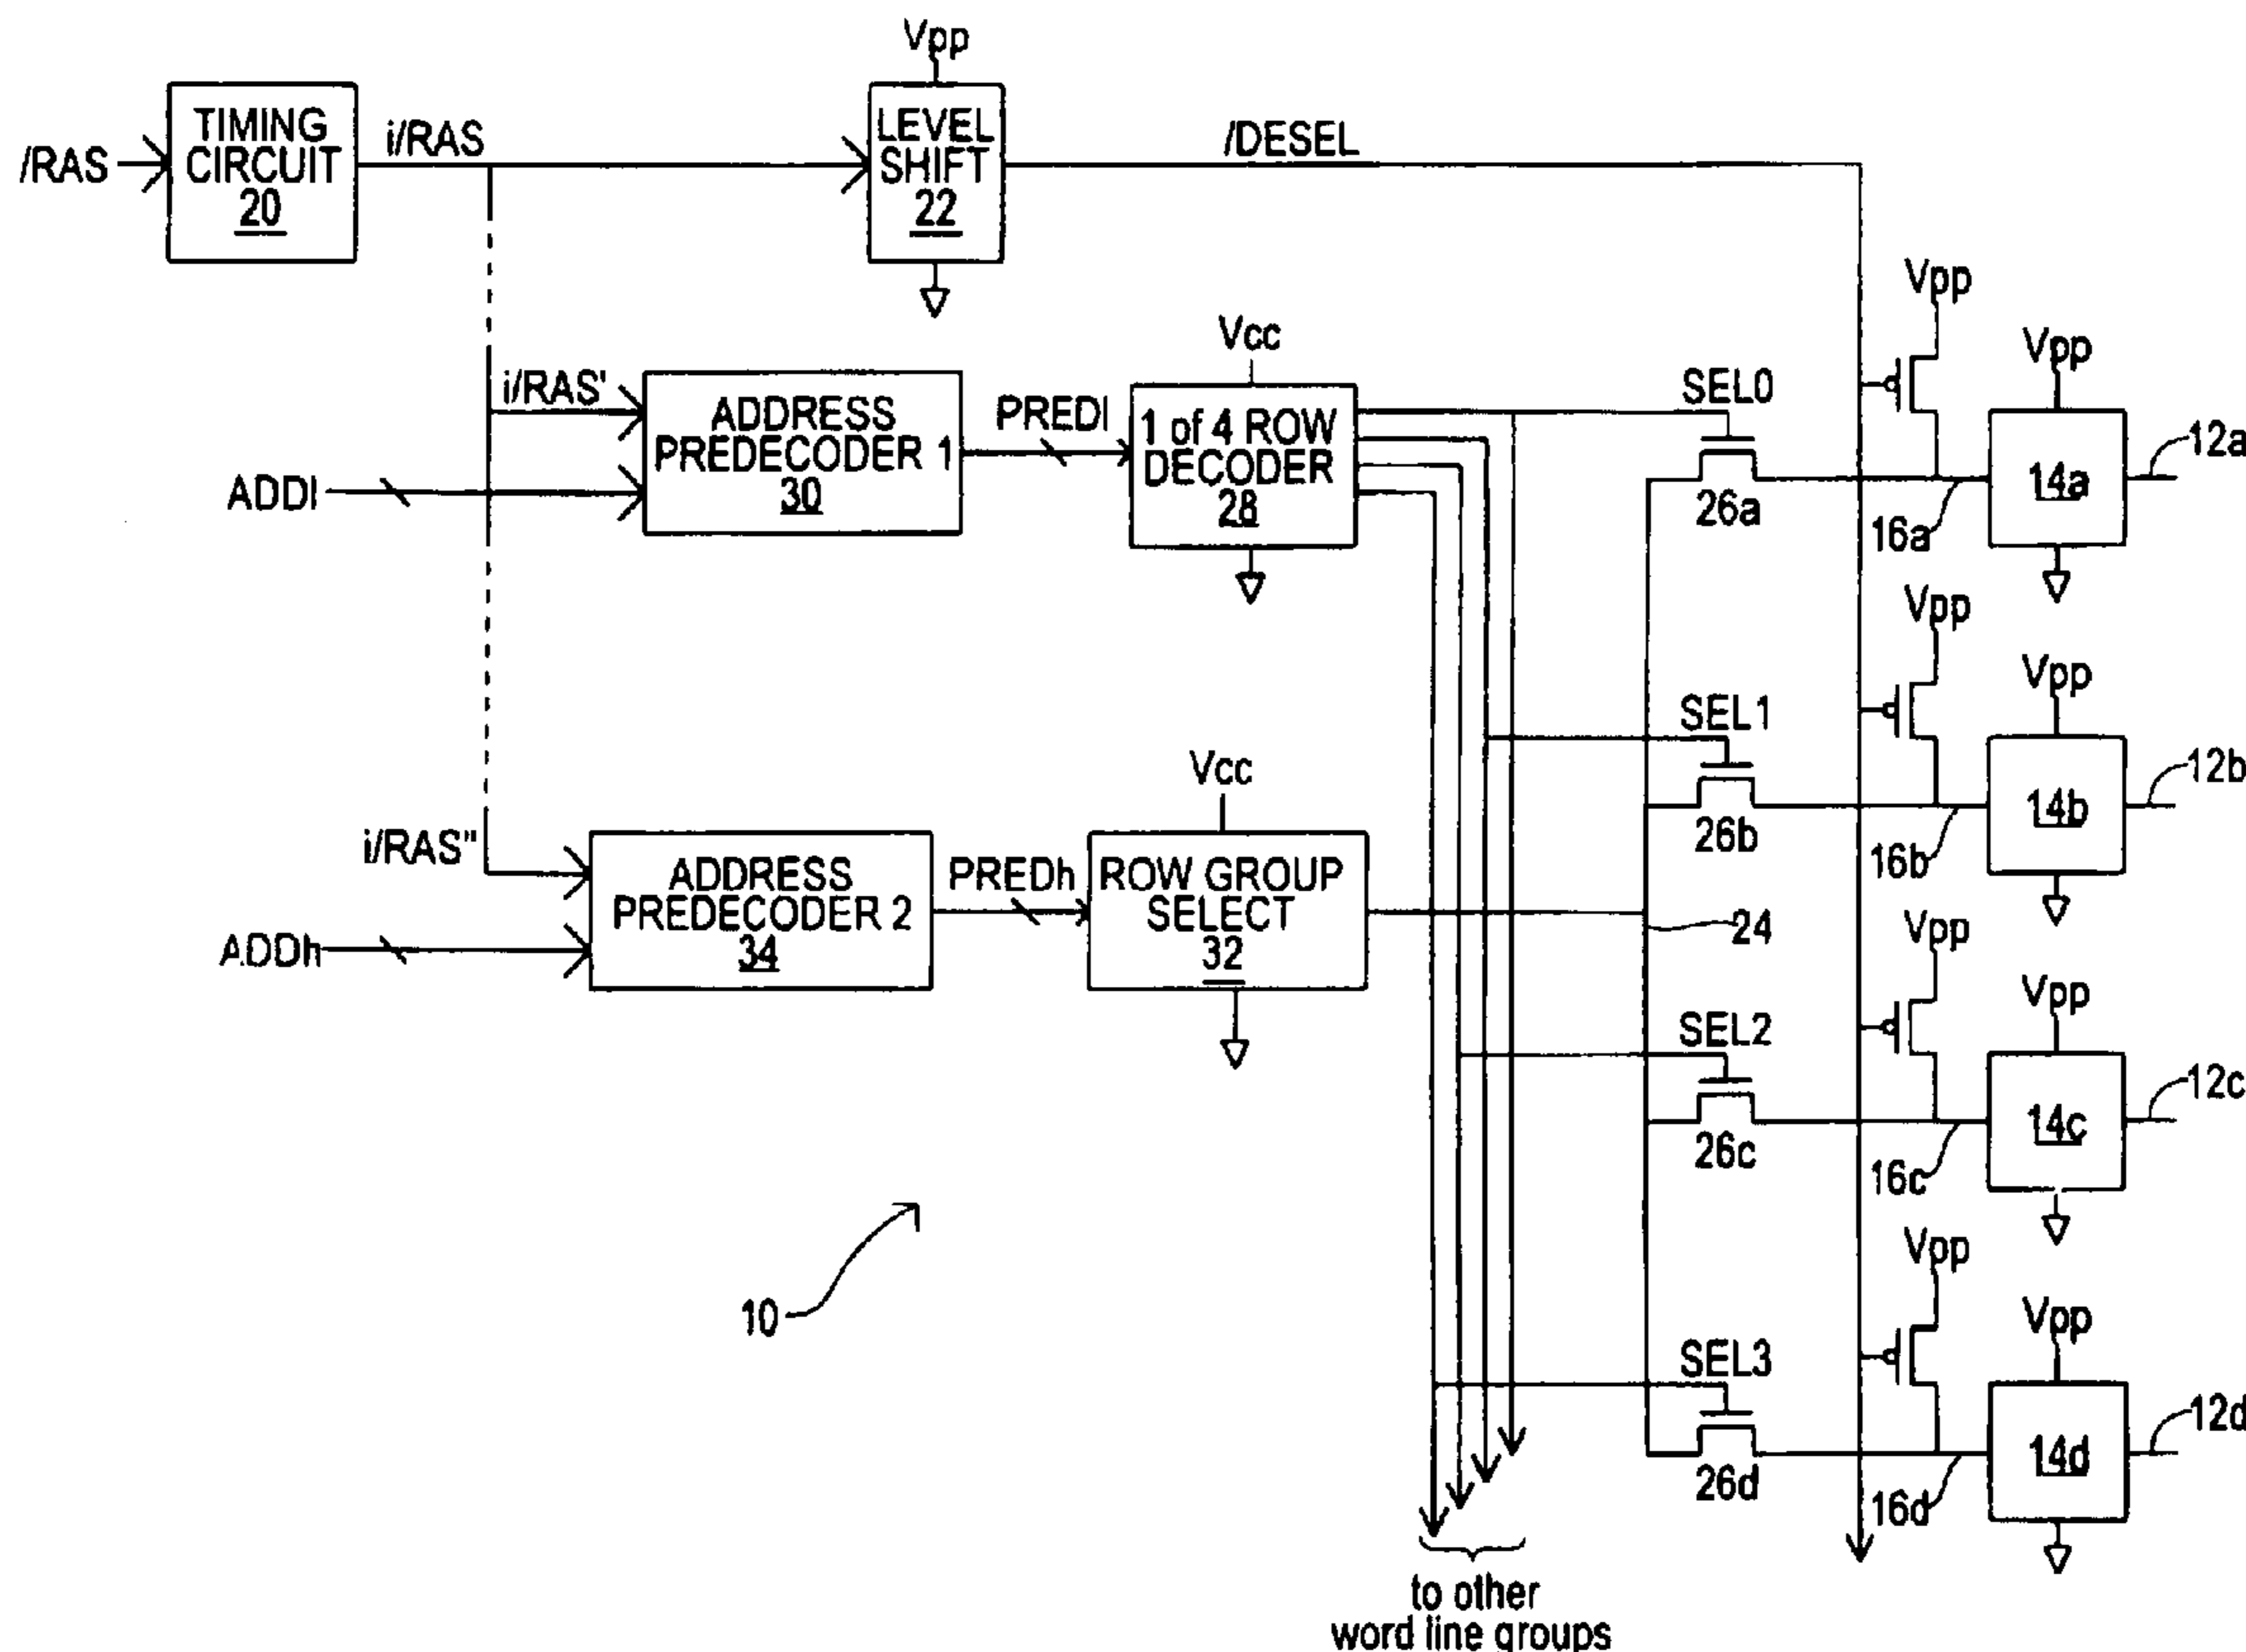 Vpp
TIMING
CIRCUIT
20
/RAS
i/RAS
LEVEL
SHIFT
22
/DESEL
Vpp
Vcc
Vpp
i/RAS'
ADDRESS
PREDECODER 1
30
ADDl
PREDl
1 of 4 ROW
DECODER
28
SEL0
26a
16a
14a
12a
Vpp
Vpp
SEL1
26b
16b
14b
12b
Vcc
i/RAS"
ADDRESS
PREDECODER 2
34
ADDh
PREDh
ROW GROUP
SELECT
32
24
Vpp
Vpp
SEL2
26c
16c
14c
12c
10
Vpp
Vpp
SEL3
26d
16d
14d
12d
to other
word line groups